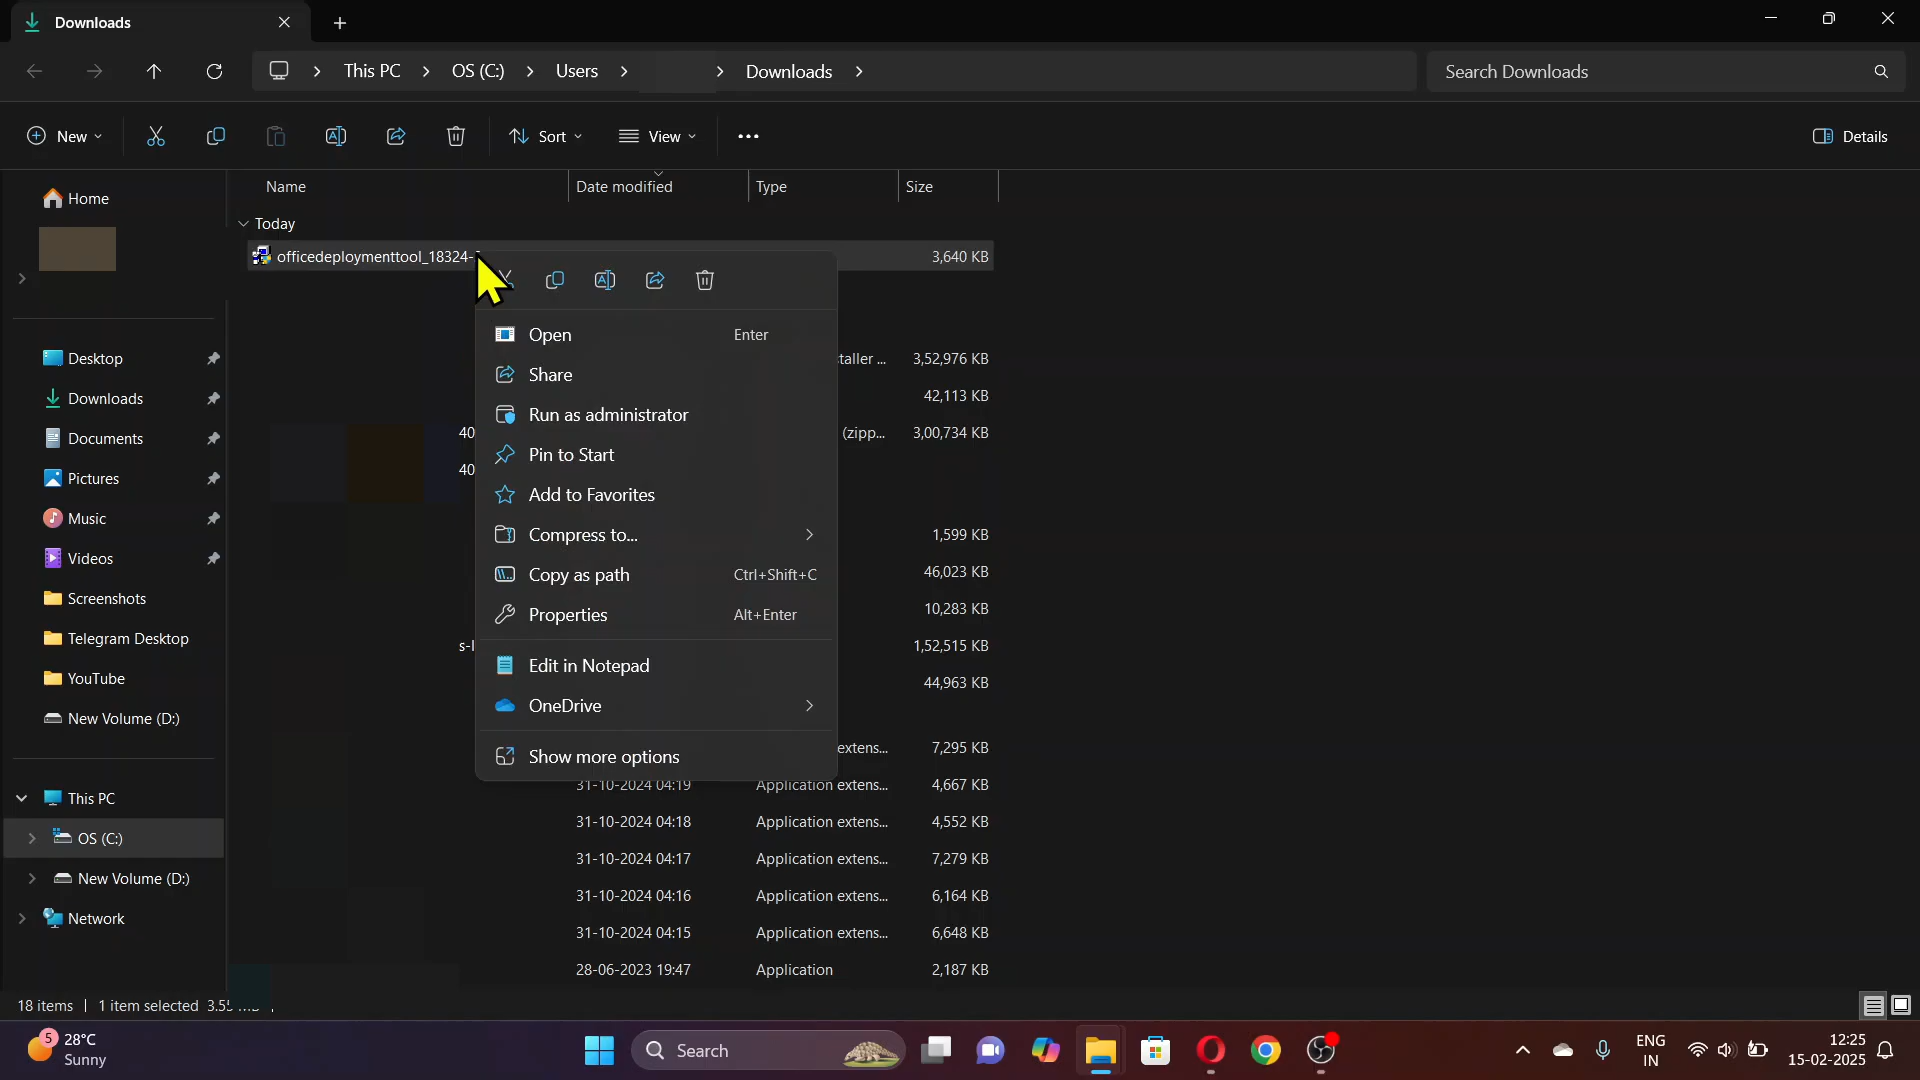 Downloads
This PC
OS (C:)
Users
Downloads
Search Downloads
New
Sort
View
Details
Name
Date modified
Type
Size
Home
Today
officedeploymenttool_18324-
3,640 KB
Open Enter
Share
Run as administrator
Pin to Start
Add to Favorites
Compress to...
Copy as path Ctrl+Shift+C
Properties Alt+Enter
Edit in Notepad
OneDrive
Show more options
Desktop
Downloads
Documents
Pictures
Music
Videos
Screenshots
Telegram Desktop
YouTube
New Volume (D:)
This PC
OS (C:)
New Volume (D:)
Network
taller ... 3,52,976 KB
42,113 KB
40 (zipp... 3,00,734 KB
40
1,599 KB
46,023 KB
10,283 KB
s-I 1,52,515 KB
44,963 KB
extens... 7,295 KB
31-10-2024 04:19 Application extens... 4,667 KB
31-10-2024 04:18 Application extens... 4,552 KB
31-10-2024 04:17 Application extens... 7,279 KB
31-10-2024 04:16 Application extens... 6,164 KB
31-10-2024 04:15 Application extens... 6,648 KB
28-06-2023 19:47 Application 2,187 KB
18 items
1 item selected 3.55
5
28°C
Sunny
Search
ENG
IN
12:25
15-02-2025